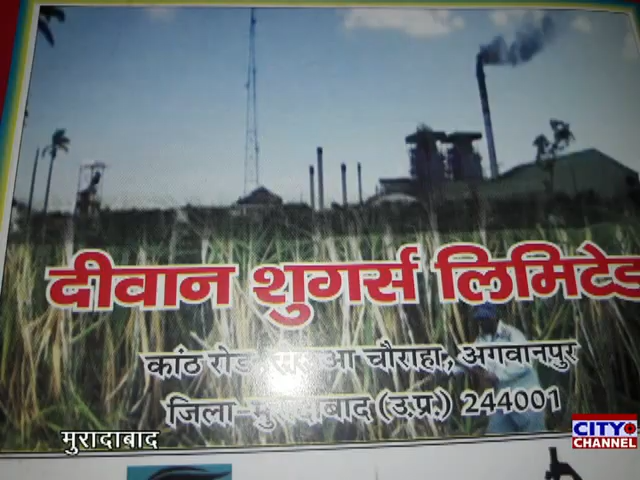 दीवान शुगर्स लिमिटेड
कांठ रोड, चौराहा, अगवानपुर
जिला-मुरादाबाद (उ.प्र.) 244001
मुरादाबाद
CITY
CHANNEL